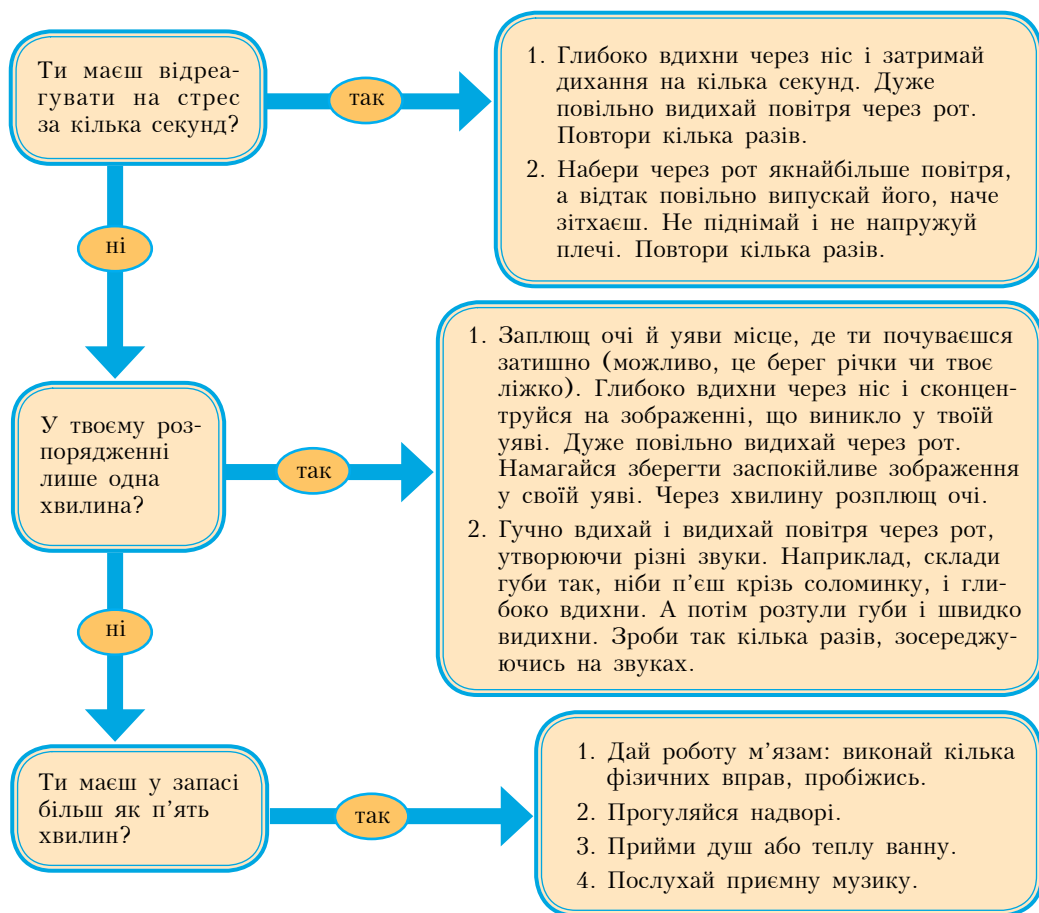 Ти маєш відреа-
гувати на стрес
за кілька секунд?
так
1. Глибоко вдихни через ніс і затримай
дихання на кілька секунд. Дуже
повільно видихай повітря через рот.
Повтори кілька разів.
2. Набери через рот якнайбільше повітря,
а відтак повільно випускай його, наче
зітхаєш. Не піднімай і не напружуй
плечі. Повтори кілька разів.
ні
У твоєму роз-
порядженні
лише одна
хвилина?
так
1. Заплющ очі й уяви місце, де ти почуваєшся
затишно (можливо, це берег річки чи твоє
ліжко). Глибоко вдихни через ніс і сконцен-
труйся на зображенні, що виникло у твоїй
уяві. Дуже повільно видихай через рот.
Намагайся зберегти заспокійливе зображення
у своїй уяві. Через хвилину розплющ очі.
2. Гучно вдихай і видихай повітря через рот,
утворюючи різні звуки. Наприклад, склади
губи так, ніби п’єш крізь соломинку, і гли-
боко вдихни. А потім розтули губи і швидко
видихни. Зроби так кілька разів, зосереджу-
ючись на звуках.
ні
Ти маєш у запасі
більш як п’ять
хвилин?
так
1. Дай роботу м’язам: виконай кілька
фізичних вправ, пробіжись.
2. Прогуляйся надворі.
3. Прийми душ або теплу ванну.
4. Послухай приємну музику.